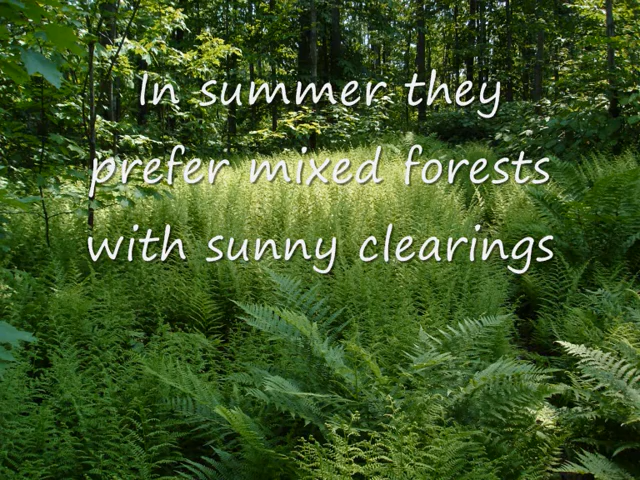 In summer they
prefer mixed forests
with sunny clearings